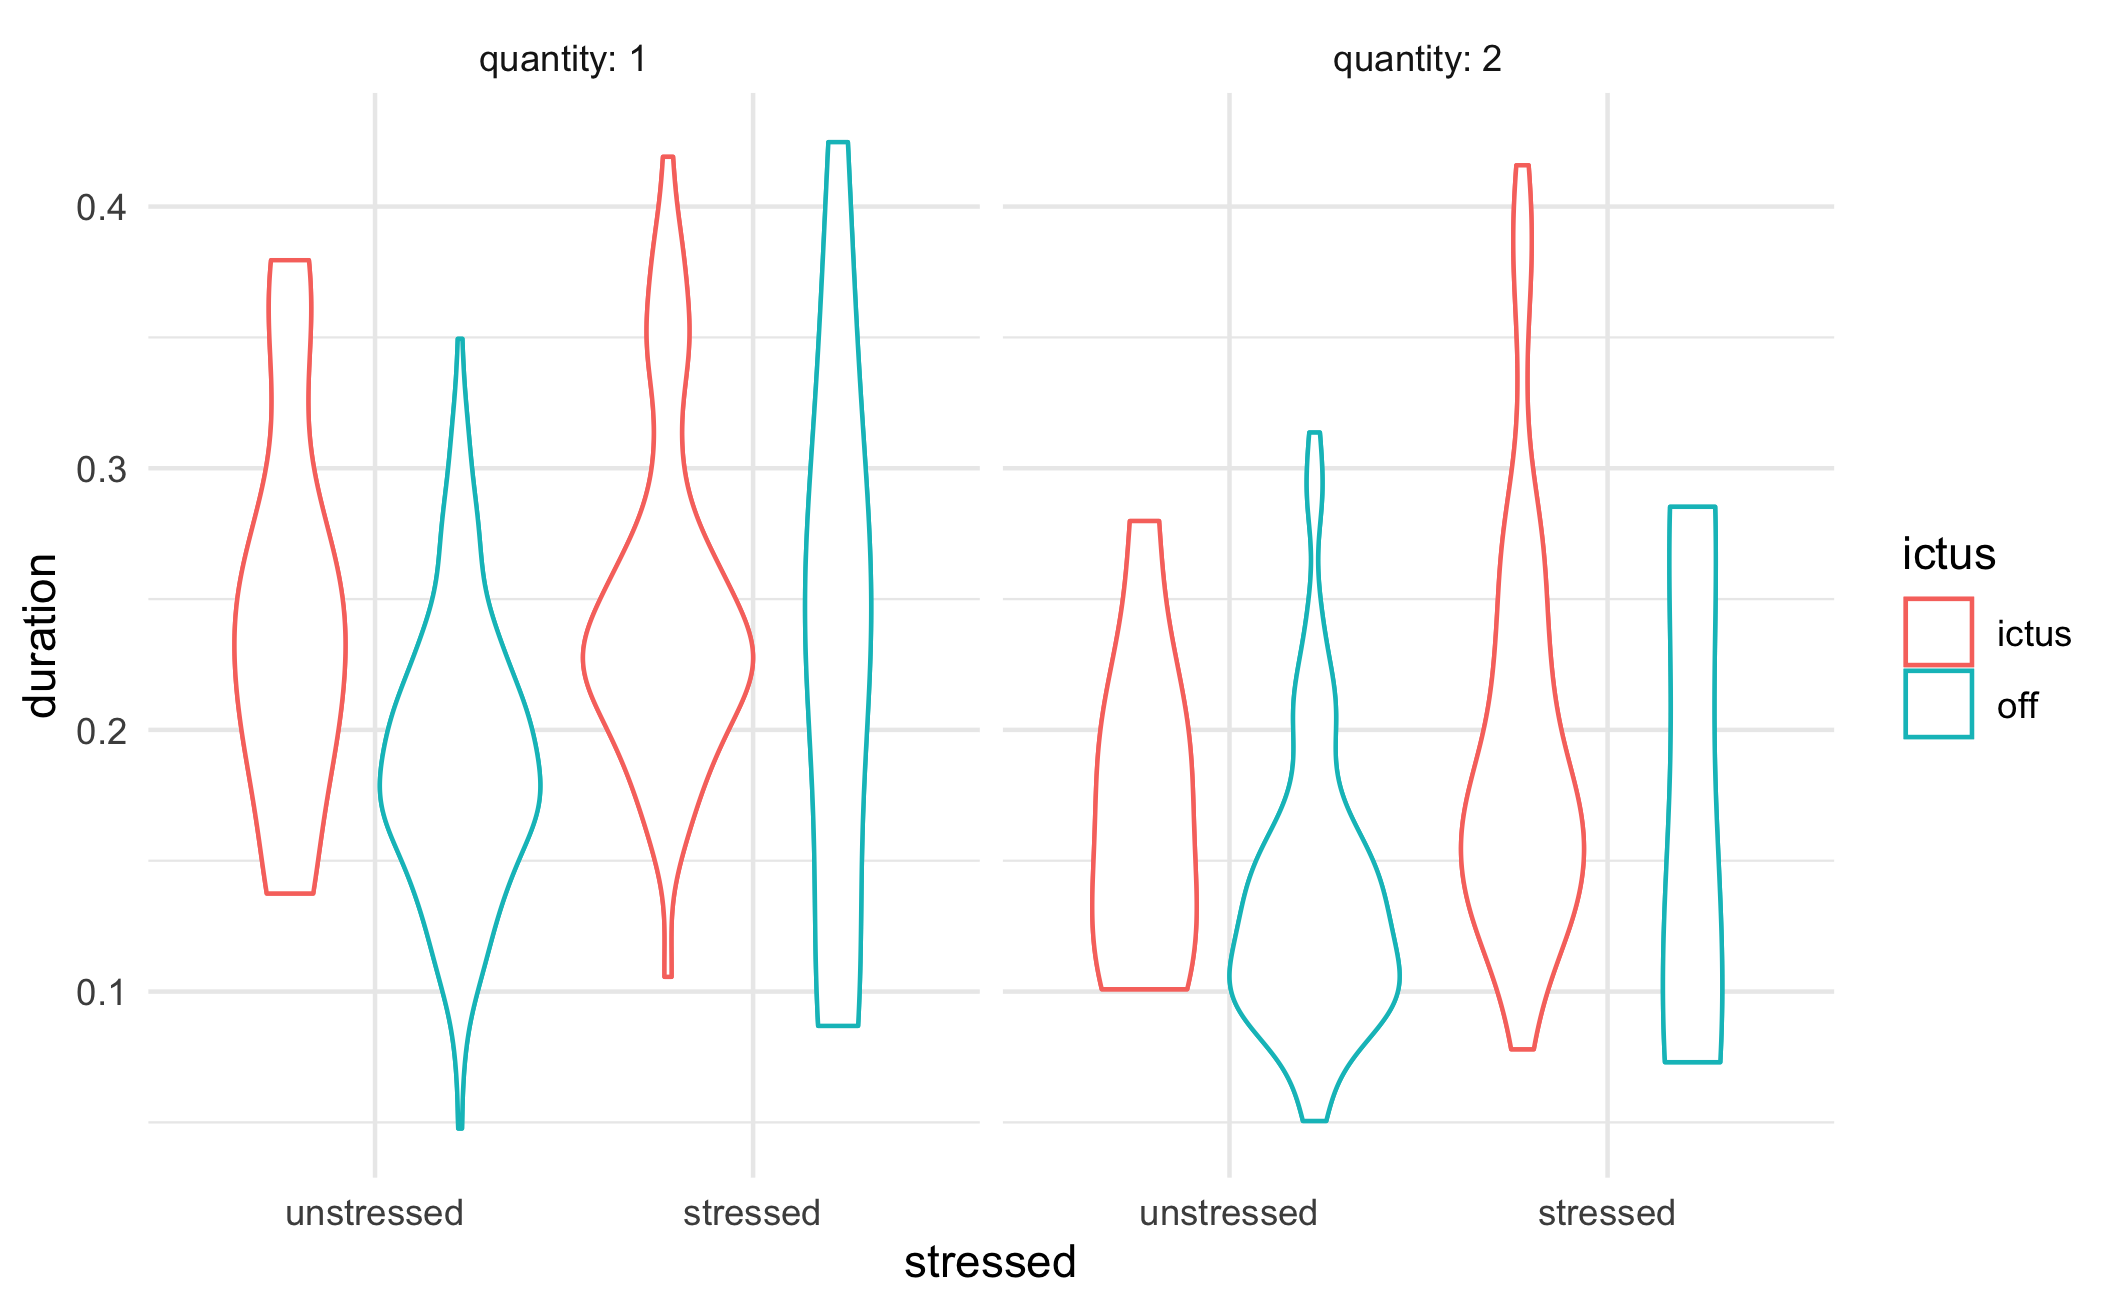 quantity: 1
quantity: 2
0.4
0.3
0.2
0.1
duration
unstressed
stressed
unstressed
stressed
stressed
ictus
ictus
off